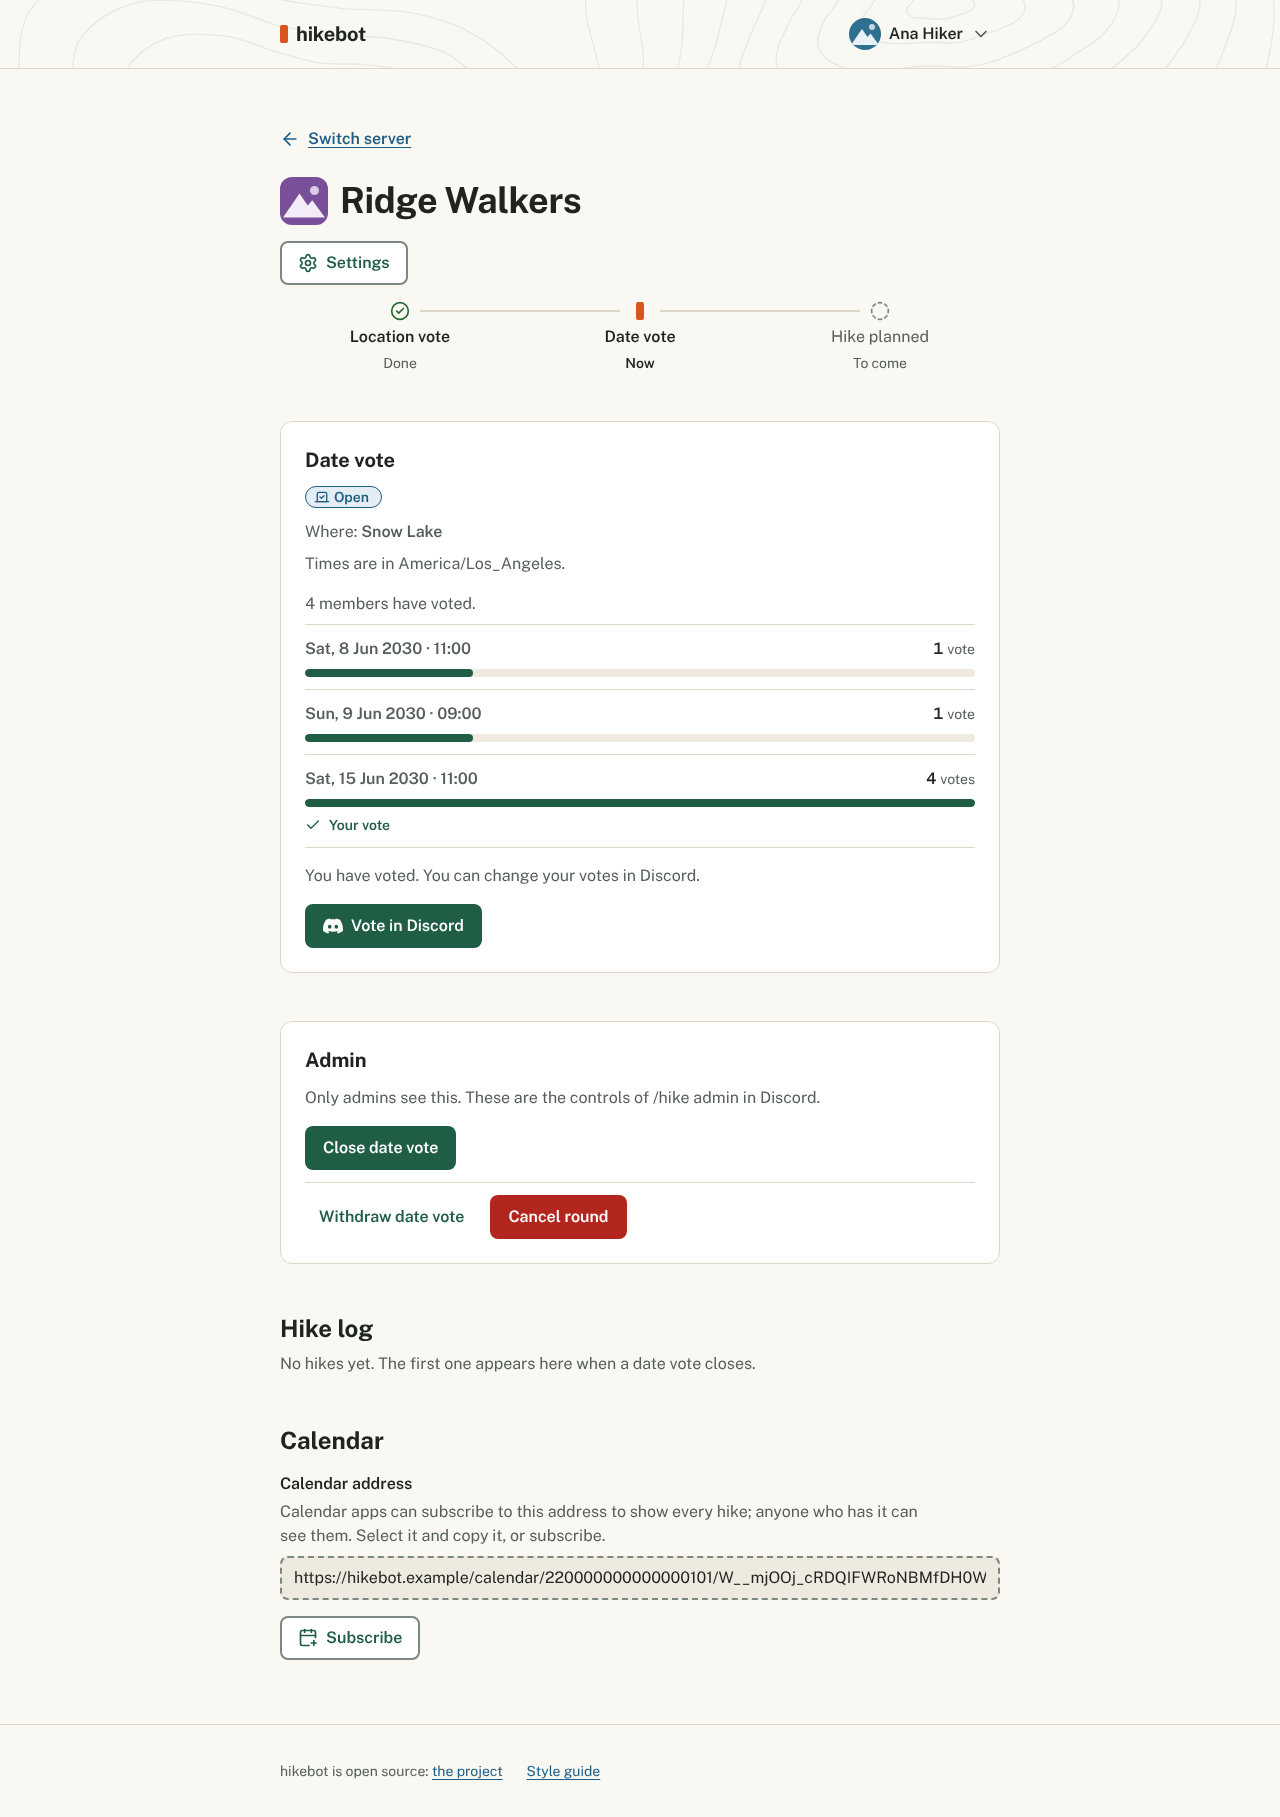 hikebot
Ana Hiker
Switch server
Ridge Walkers
Settings
Location vote
Done
Date vote
Now
Hike planned
To come
Date vote
Open
Where: Snow Lake
Times are in America/Los_Angeles.
4 members have voted.
Sat, 8 Jun 2030 · 11:00
1 vote
Sun, 9 Jun 2030 · 09:00
1 vote
Sat, 15 Jun 2030 · 11:00
4 votes
Your vote
You have voted. You can change your votes in Discord.
Vote in Discord
Admin
Only admins see this. These are the controls of /hike admin in Discord.
Close date vote
Withdraw date vote
Cancel round
Hike log
No hikes yet. The first one appears here when a date vote closes.
Calendar
Calendar address
Calendar apps can subscribe to this address to show every hike; anyone who has it can
see them. Select it and copy it, or subscribe.
https://hikebot.example/calendar/220000000000000101/W__mjOOj_cRDQIFWRoNBMfDH0W
Subscribe
hikebot is open source: the project
Style guide